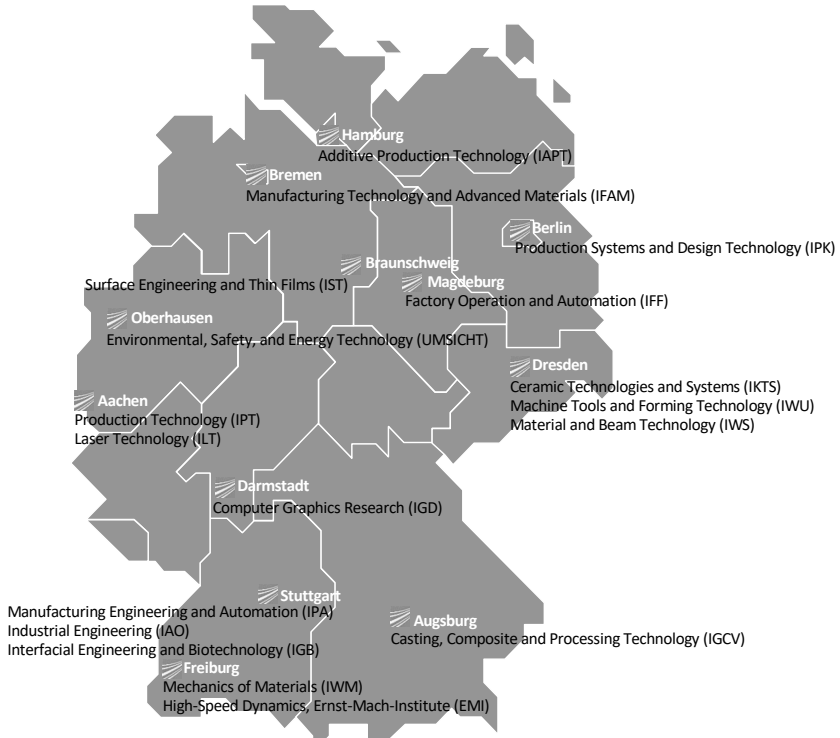 Hamburg
Additive Production Technology (IAPT)
Bremen
Manufacturing Technology and Advanced Materials (IFAM)
Berlin
Production Systems and Design Technology (IPK)
Braunschweig
Surface Engineering and Thin Films (IST)
Magdeburg
Factory Operation and Automation (IFF)
Oberhausen
Environmental, Safety, and Energy Technology (UMSICHT)
Dresden
Ceramic Technologies and Systems (IKTS)
Machine Tools and Forming Technology (IWU)
Material and Beam Technology (IWS)
Aachen
Production Technology (IPT)
Laser Technology (ILT)
Darmstadt
Computer Graphics Research (IGD)
Stuttgart
Manufacturing Engineering and Automation (IPA)
Industrial Engineering (IAO)
Interfacial Engineering and Biotechnology (IGB)
Augsburg
Casting, Composite and Processing Technology (IGCV)
Freiburg
Mechanics of Materials (IWM)
High-Speed Dynamics, Ernst-Mach-Institute (EMI)